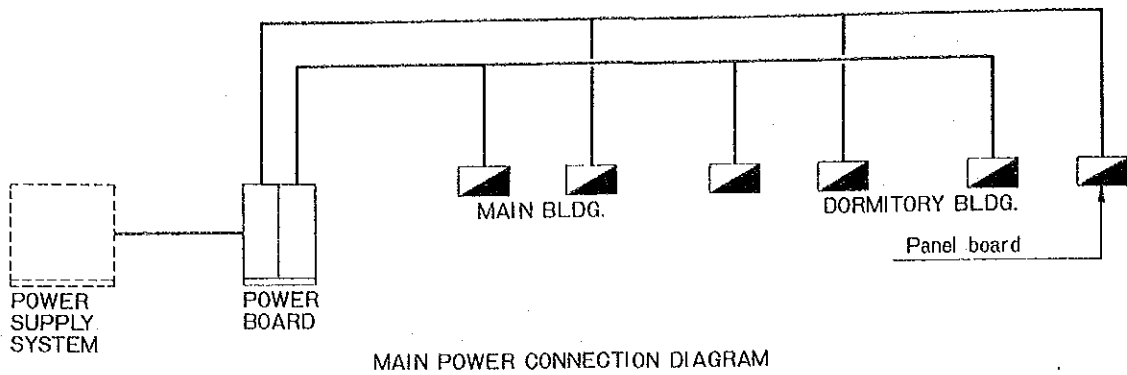 MAIN BLDG.
DORMITORY BLDG.
Panel board
POWER
SUPPLY
SYSTEM
POWER
BOARD
MAIN POWER CONNECTION DIAGRAM